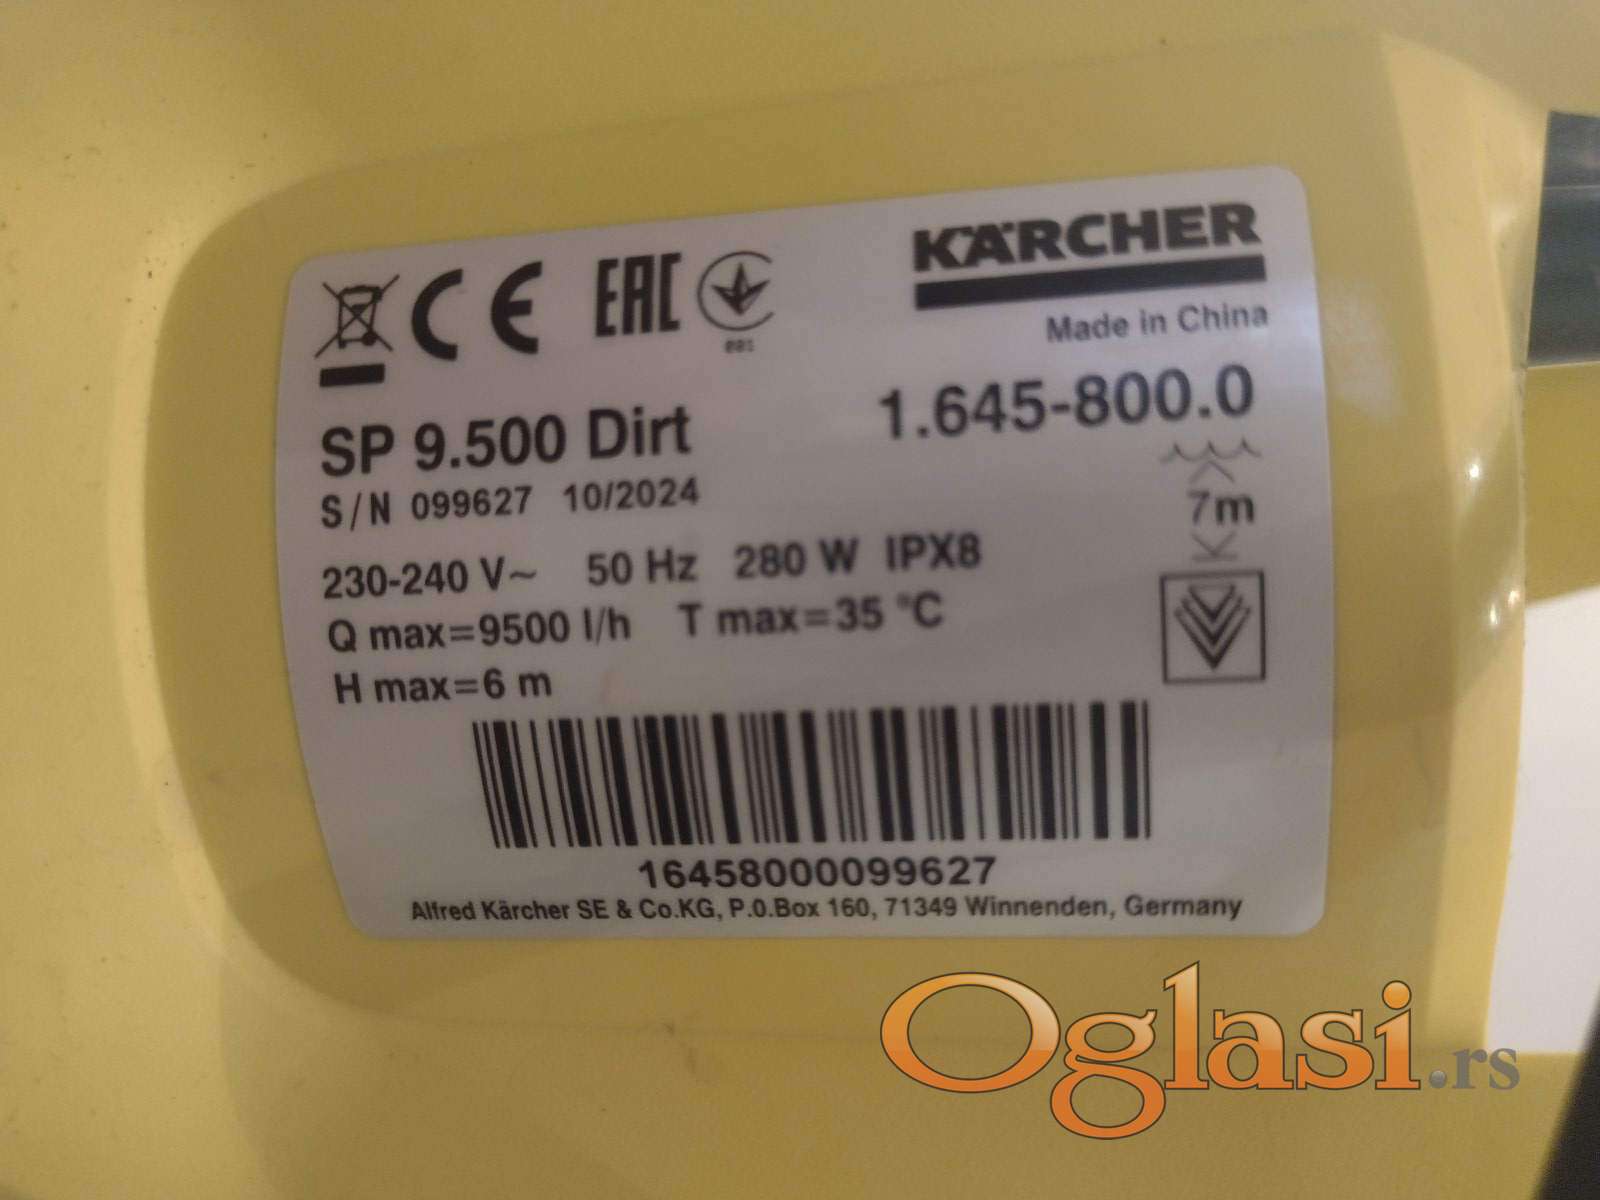 CE EAC
KÄRCHER
Made in China
SP 9.500 Dirt 1.645-800.0
S/N 099627 10/2024
7m
230-240 V~ 50 Hz 280 W IPX8
Q max=9500 l/h T max=35 °C
H max=6 m
16458000099627
Alfred Kärcher SE & Co.KG, P.O.Box 160, 71349 Winnenden, Germany
Oglasi.rs